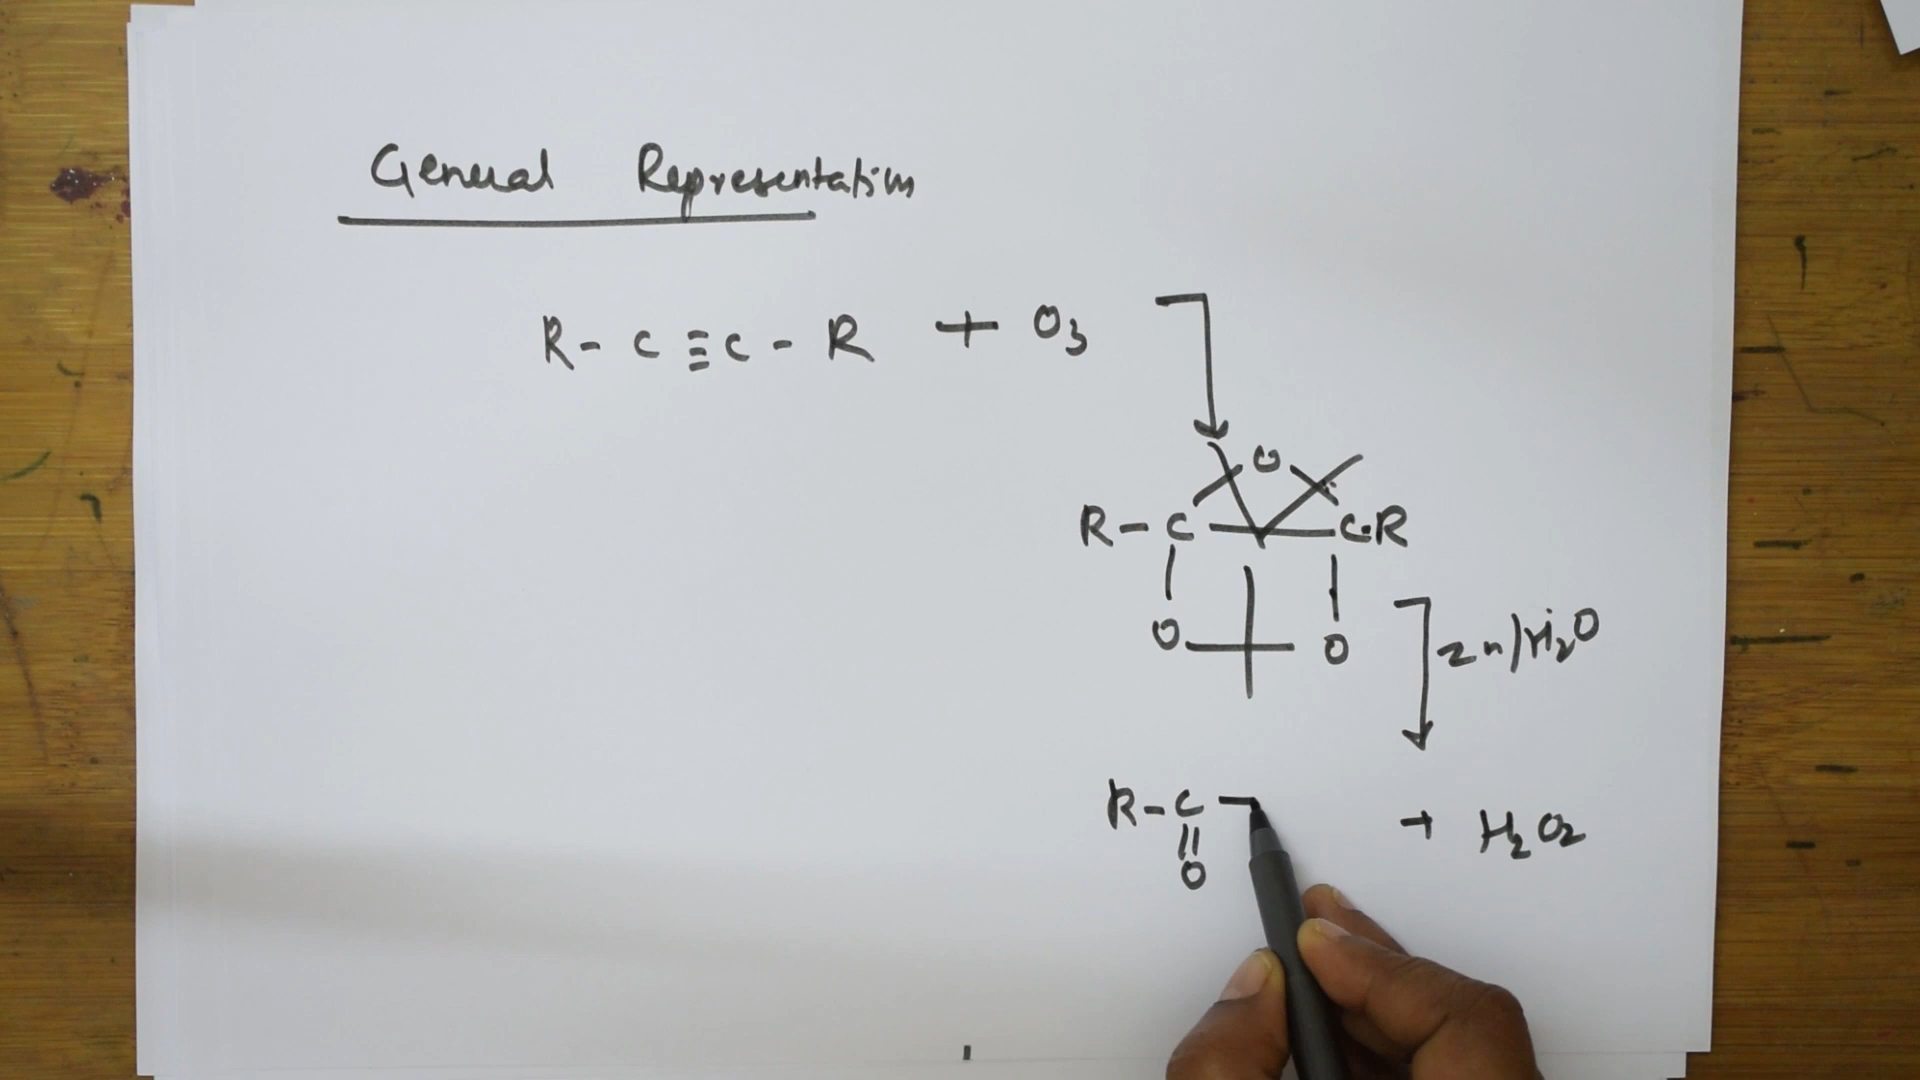 General Representation
R - C ≡ C - R + O3
O
R - C — C - R
O — O
Zn/H2O
R - C — + H2O2
||
O